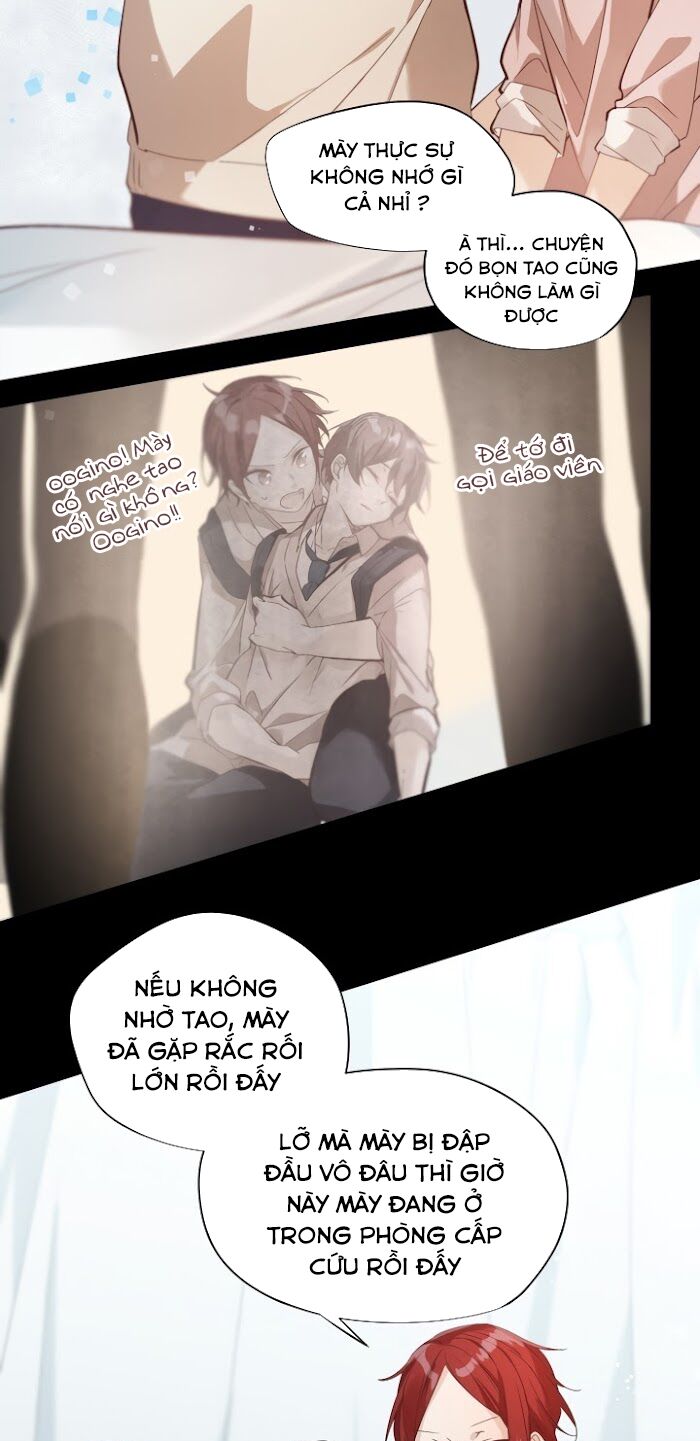 MÀY THỰC SỰ
KHÔNG NHỚ GÌ
CẢ NHỈ ?
À THÌ... CHUYỆN
ĐÓ BỌN TAO CŨNG
KHÔNG LÀM GÌ
ĐƯỢC
OOGINO! Mày
có nghe tao
nói gì không?
Oogino!!
Để tớ đi
gọi giáo viên
NẾU KHÔNG
NHỜ TAO, MÀY
ĐÃ GẶP RẮC RỐI
LỚN RỒI ĐẤY
LỠ MÀ MÀY BỊ ĐẬP
ĐẦU VÔ ĐÂU THÌ GIỜ
NÀY MÀY ĐANG Ở
TRONG PHÒNG CẤP
CỨU RỒI ĐẤY